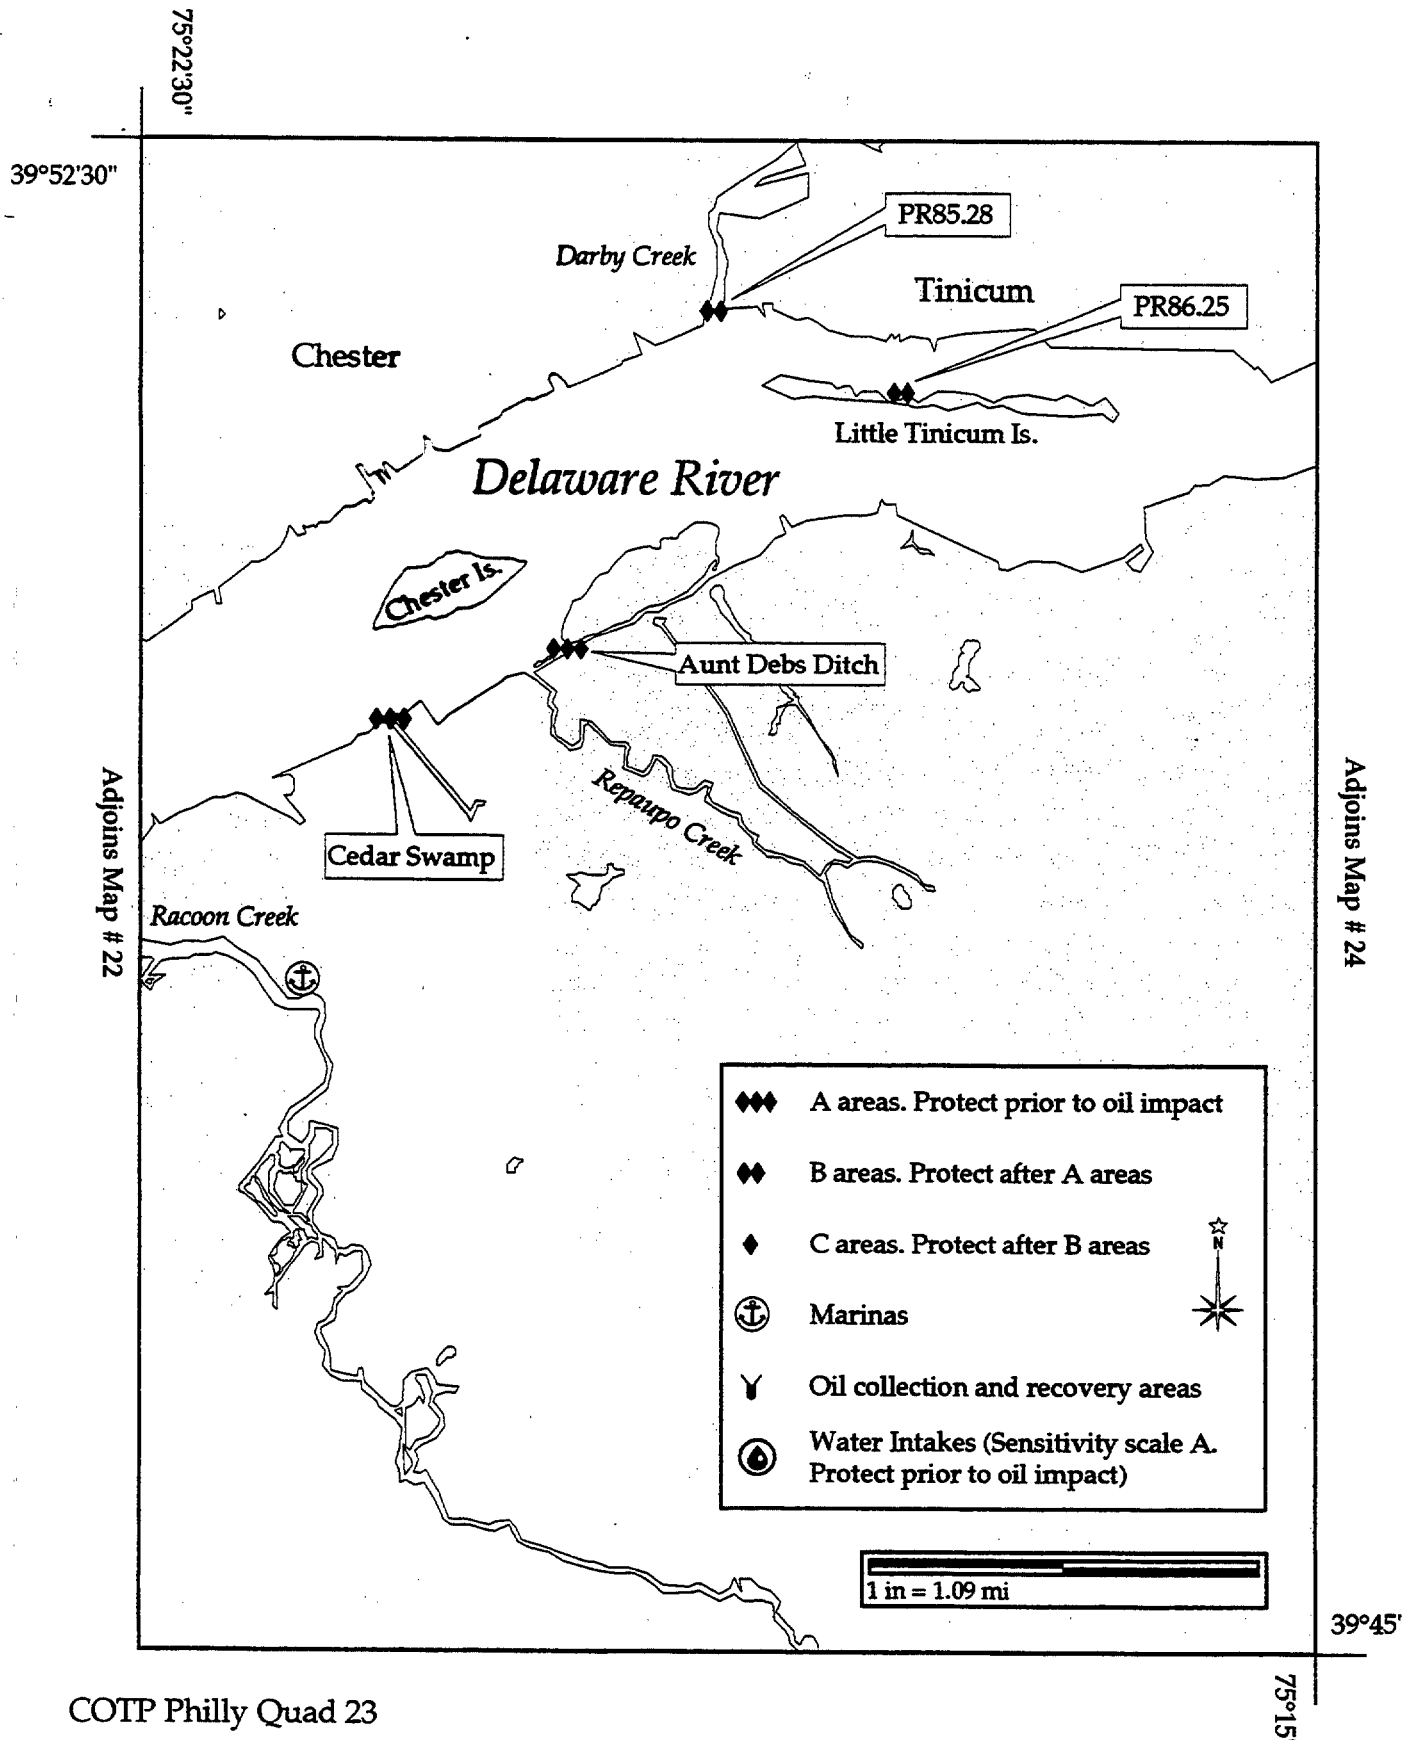 75°22'30"
39°52'30"
PR85.28
Darby Creek
Tinicum
PR86.25
Chester
Little Tinicum Is.
Delaware River
Chester Is.
Aunt Debs Ditch
Repaupo Creek
Cedar Swamp
Adjoins Map # 22
Adjoins Map # 24
Racoon Creek
A areas. Protect prior to oil impact
B areas. Protect after A areas
C areas. Protect after B areas
N
Marinas
Oil collection and recovery areas
Water Intakes (Sensitivity scale A.
Protect prior to oil impact)
1 in = 1.09 mi
39°45'
75°15'
COTP Philly Quad 23